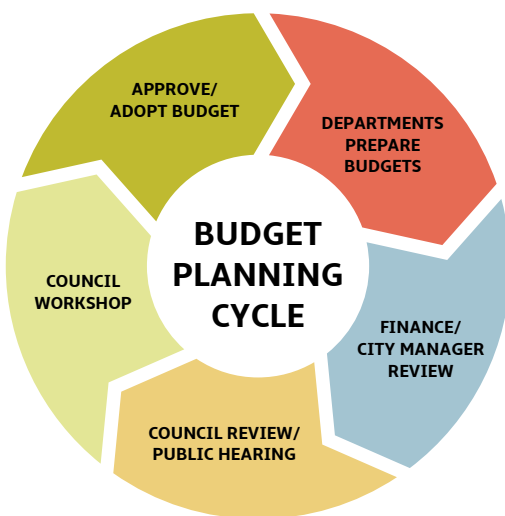 BUDGET
PLANNING
CYCLE
DEPARTMENTS
PREPARE
BUDGETS
FINANCE/
CITY MANAGER
REVIEW
COUNCIL REVIEW/
PUBLIC HEARING
COUNCIL
WORKSHOP
APPROVE/
ADOPT BUDGET